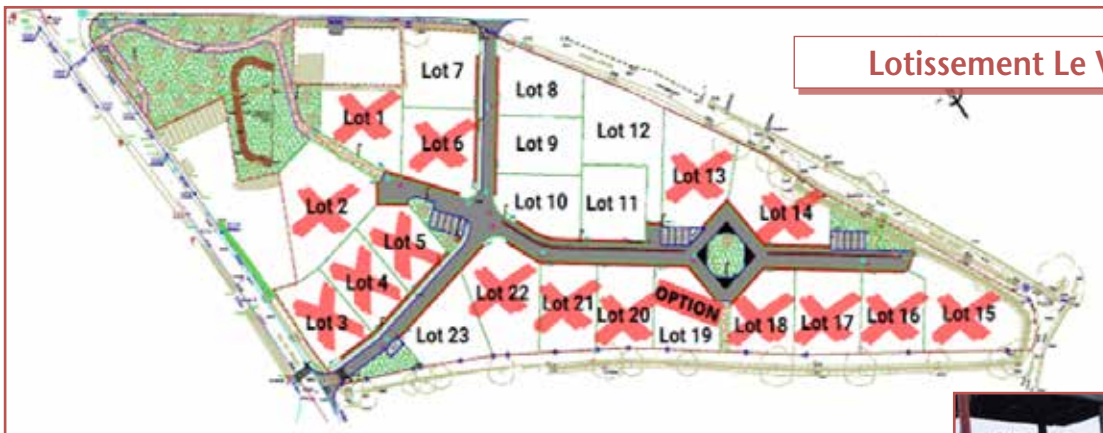 Lotissement Le V
Lot 7
Lot 8
Lot 1
Lot 12
Lot 6
Lot 9
Lot 13
Lot 10
Lot 11
Lot 2
Lot 14
Lot 5
Lot 4
Lot 3
Lot 22
Lot 21
OPTION
Lot 23
Lot 20
Lot 19
Lot 18
Lot 17
Lot 16
Lot 15